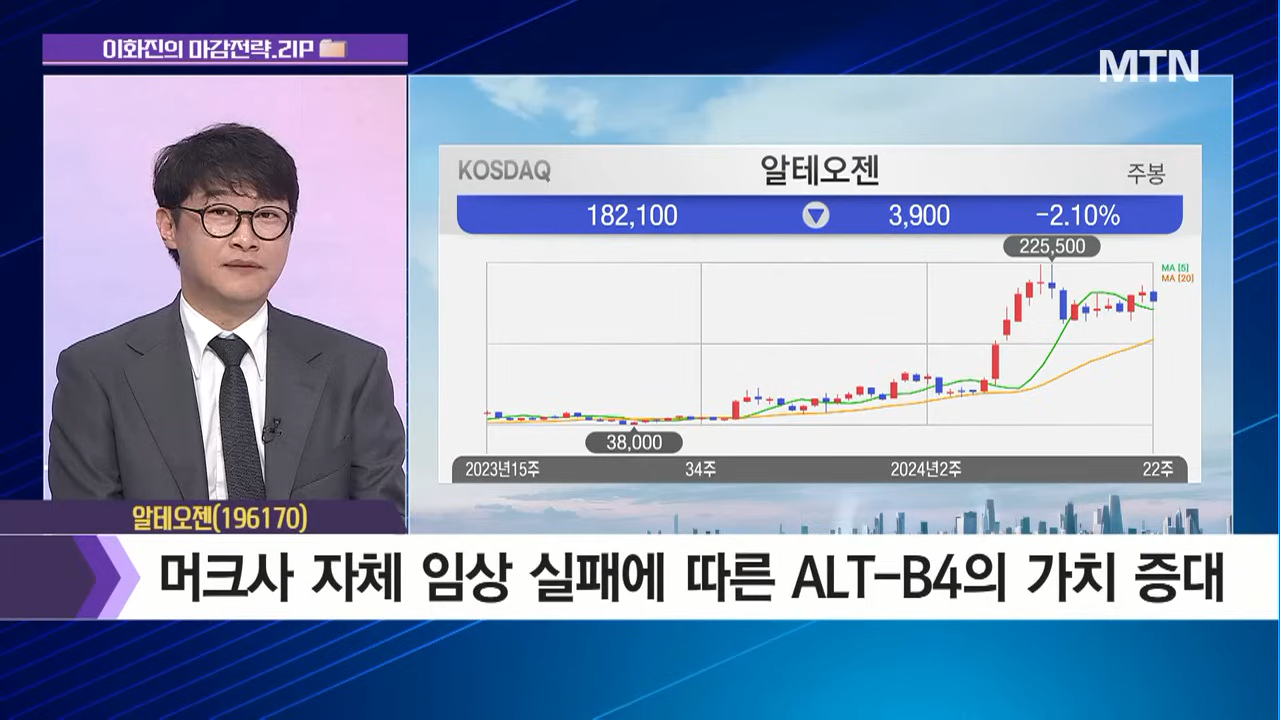 이화진의 마감전략.ZIP
MTN
KOSDAQ
알테오젠
주봉
182,100 ▼ 3,900 -2.10%
225,500
MA [5]
MA [20]
38,000
2023년15주 34주 2024년2주 22주
알테오젠(196170)
머크사 자체 임상 실패에 따른 ALT-B4의 가치 증대